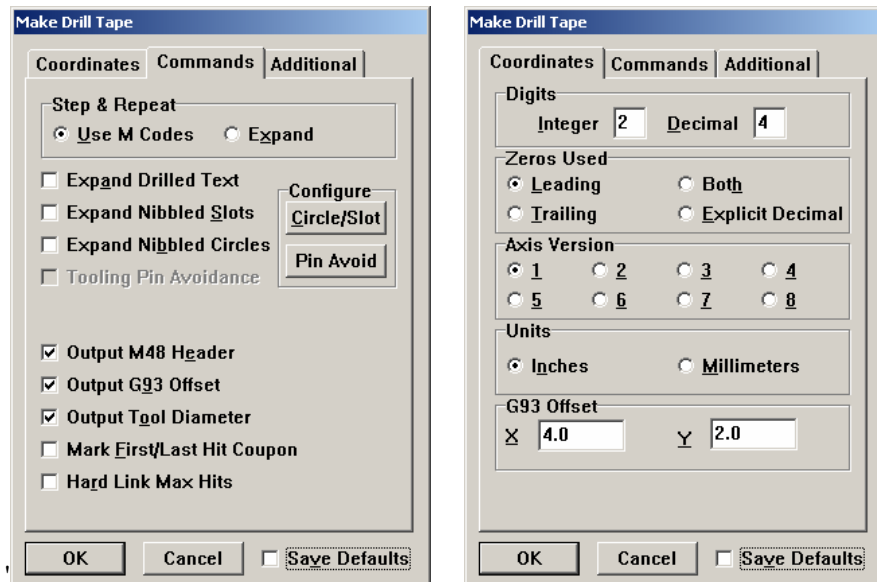 Make Drill Tape
Coordinates Commands Additional
Step & Repeat
Use M Codes Expand
Expand Drilled Text
Expand Nibbled Slots
Expand Nibbled Circles
Tooling Pin Avoidance
Configure
Circle/Slot
Pin Avoid
Output M48 Header
Output G93 Offset
Output Tool Diameter
Mark First/Last Hit Coupon
Hard Link Max Hits
OK Cancel Save Defaults
Make Drill Tape
Coordinates Commands Additional
Digits
Integer 2 Decimal 4
Zeros Used
Leading Both
Trailing Explicit Decimal
Axis Version
1 2 3 4
5 6 7 8
Units
Inches Millimeters
G93 Offset
X 4.0 Y 2.0
OK Cancel Save Defaults